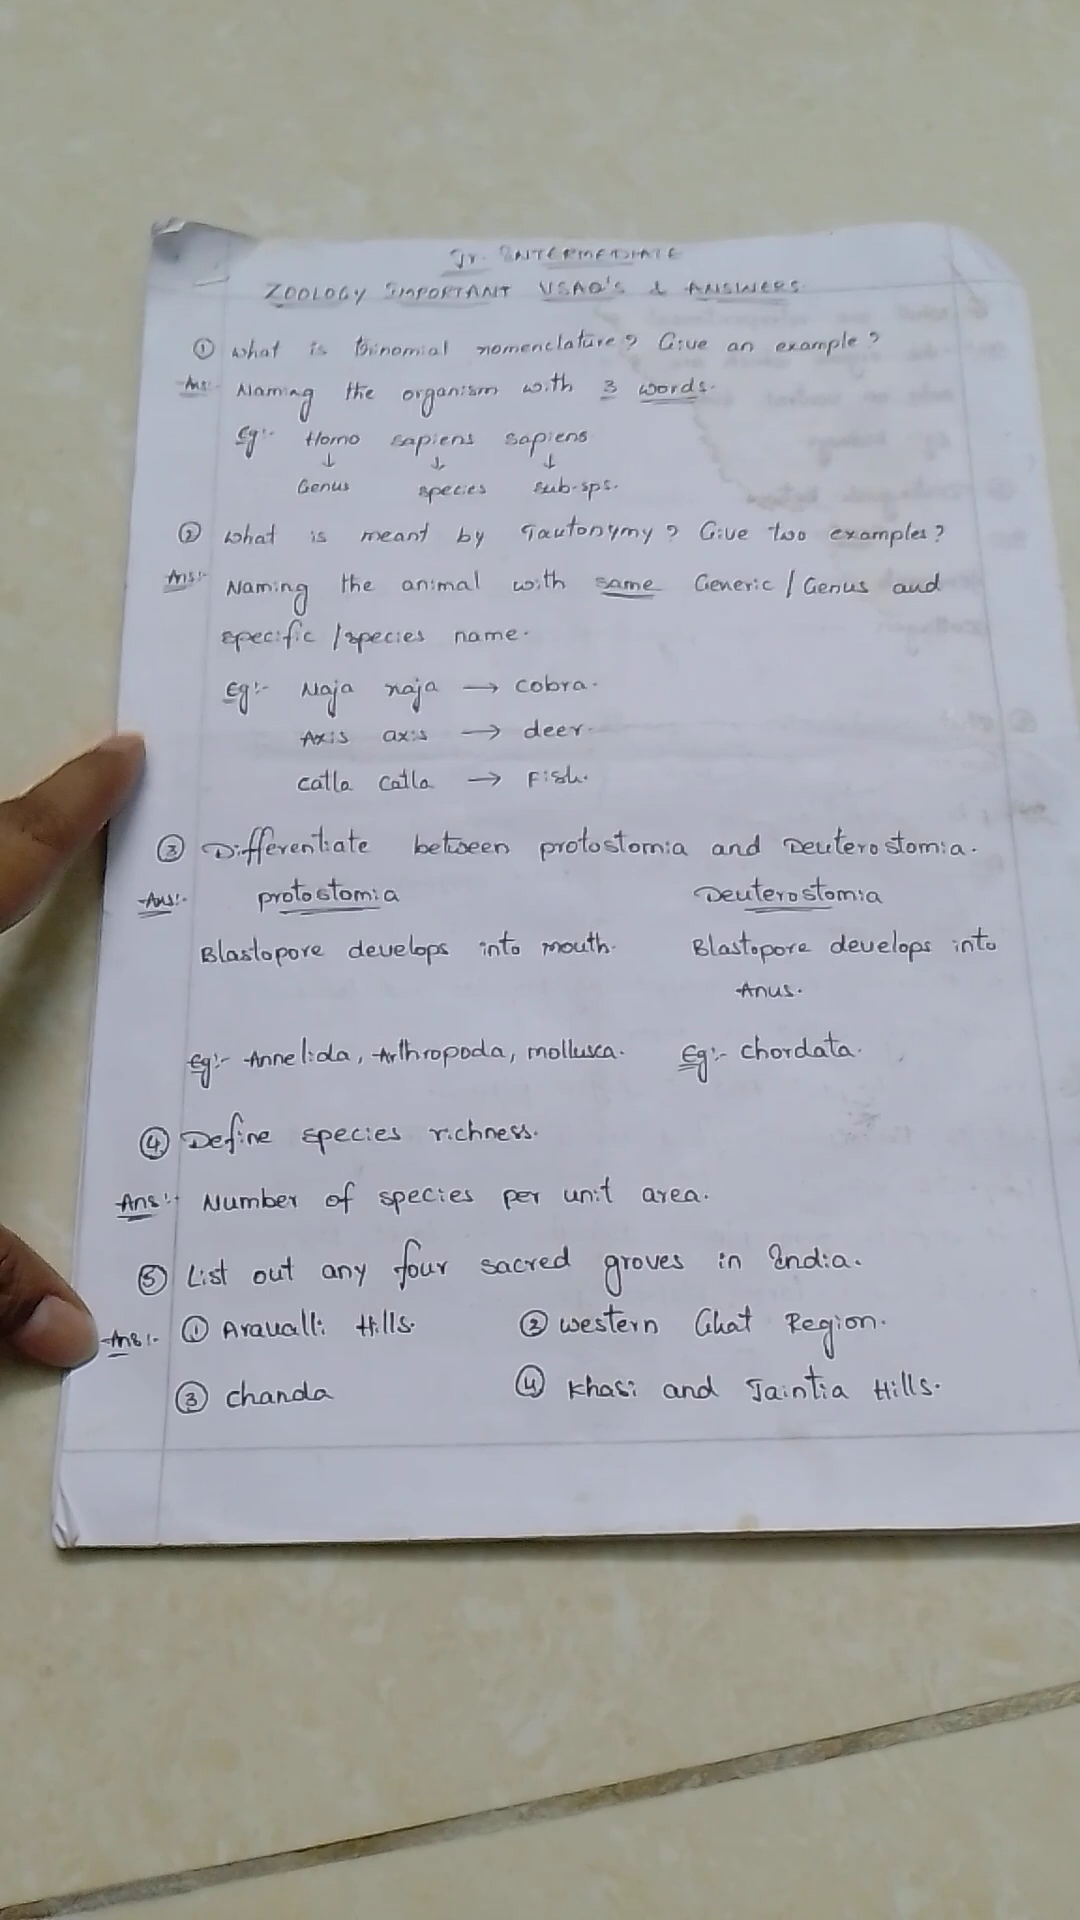 Jr. INTERMEDIATE
ZOOLOGY IMPORTANT VSAQ'S & ANSWERS
① What is Binomial nomenclature? Give an example?
Ans:- Naming the organism with 3 words.
Eg:- Homo sapiens sapiens
↓ ↓ ↓
Genus species sub-sps.
② What is meant by Tautonymy? Give two examples?
Ans:- Naming the animal with same Generic / Genus and
specific / species name.
Eg:- Naja naja → cobra.
Axis axis → deer.
catla catla → Fish.
③ Differentiate between protostomia and Deuterostomia.
Ans:- protostomia Deuterostomia
Blastopore develops into mouth. Blastopore develops into
Anus.
Eg:- Annelida, Arthropoda, mollusca. Eg:- chordata.
④ Define species richness.
Ans:- Number of species per unit area.
⑤ List out any four sacred groves in India.
Ans:- ① Aravalli Hills. ② western Ghat Region.
③ chanda ④ Khasi and Jaintia Hills.